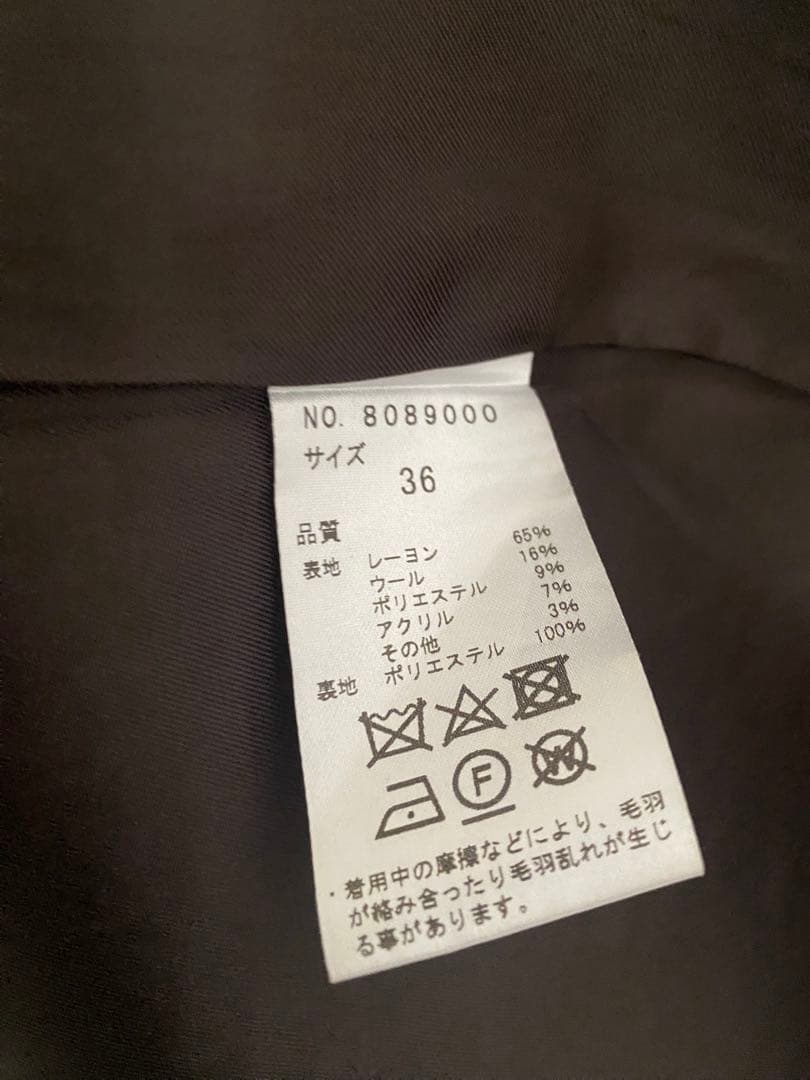 NO. 8089000
サイズ
36
品質
表地 レーヨン 65%
ウール 16%
ポリエステル 9%
アクリル 7%
その他 3%
裏地 ポリエステル 100%
F W
・着用中の摩擦などにより、毛羽
が絡み合ったり毛羽乱れが生じ
る事があります。